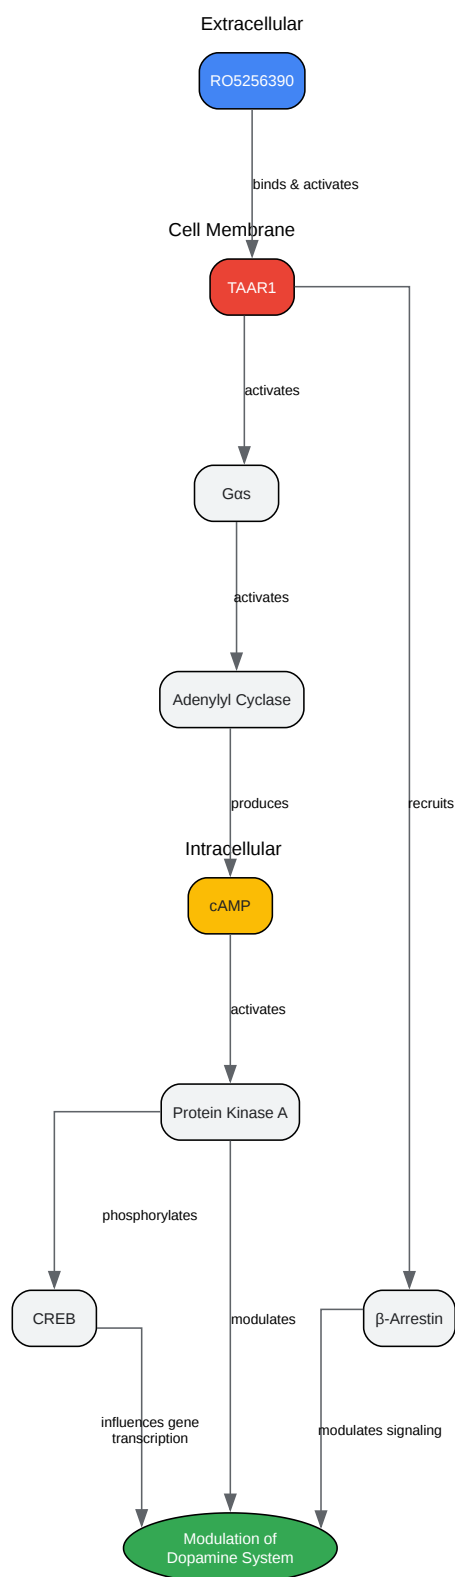 Extracellular
RO5256390
binds & activates
Cell Membrane
TAAR1
activates
Gαs
activates
Adenylyl Cyclase
produces
recruits
Intracellular
cAMP
activates
Protein Kinase A
phosphorylates
CREB
modulates
β-Arrestin
influences gene
transcription
modulates signaling
Modulation of
Dopamine System